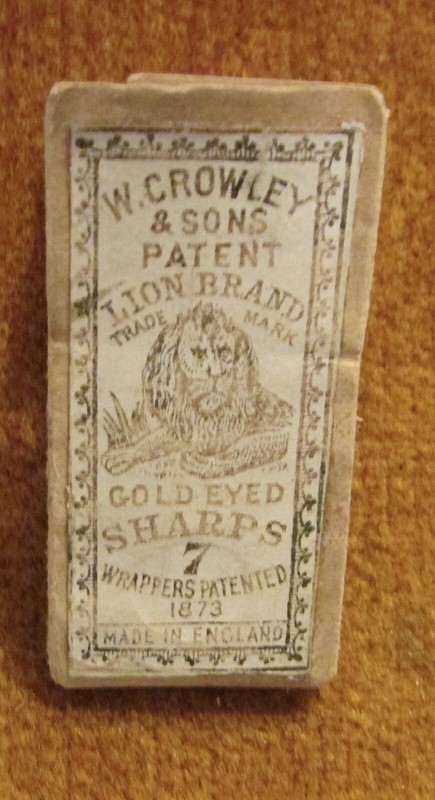 W. CROWLEY
& SONS
PATENT
LION BRAND
TRADE MARK
GOLD EYED
SHARPS
7
WRAPPERS PATENTED
1873
MADE IN ENGLAND